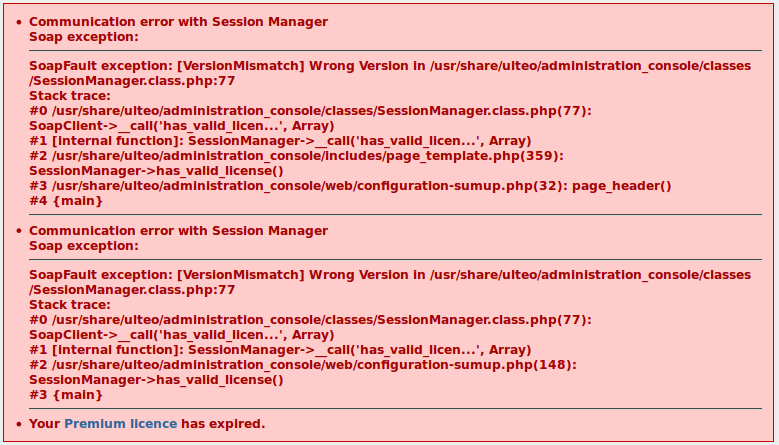 • Communication error with Session Manager
Soap exception:
SoapFault exception: [VersionMismatch] Wrong Version in /usr/share/ulteo/administration_console/classes
/SessionManager.class.php:77
Stack trace:
#0 /usr/share/ulteo/administration_console/classes/SessionManager.class.php(77):
SoapClient->__call('has_valid_licen...', Array)
#1 [internal function]: SessionManager->__call('has_valid_licen...', Array)
#2 /usr/share/ulteo/administration_console/includes/page_template.php(359):
SessionManager->has_valid_license()
#3 /usr/share/ulteo/administration_console/web/configuration-sumup.php(32): page_header()
#4 {main}
• Communication error with Session Manager
Soap exception:
SoapFault exception: [VersionMismatch] Wrong Version in /usr/share/ulteo/administration_console/classes
/SessionManager.class.php:77
Stack trace:
#0 /usr/share/ulteo/administration_console/classes/SessionManager.class.php(77):
SoapClient->__call('has_valid_licen...', Array)
#1 [internal function]: SessionManager->__call('has_valid_licen...', Array)
#2 /usr/share/ulteo/administration_console/web/configuration-sumup.php(148):
SessionManager->has_valid_license()
#3 {main}
• Your Premium licence has expired.